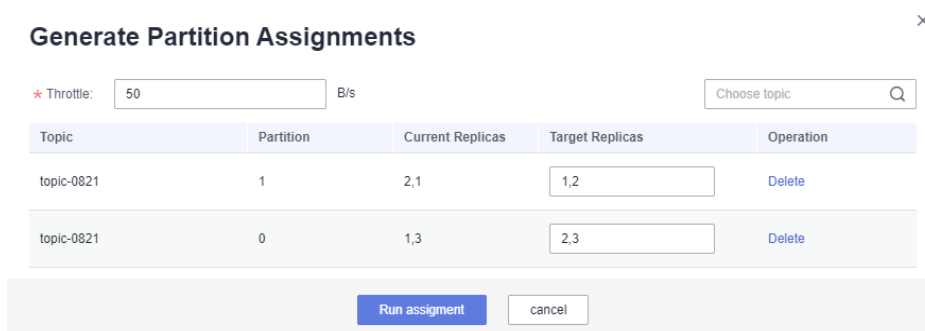 Generate Partition Assignments
* Throttle: 50 B/s Choose topic
Topic Partition Current Replicas Target Replicas Operation
topic-0821 1 2,1 1,2 Delete
topic-0821 0 1,3 2,3 Delete
Run assigment cancel